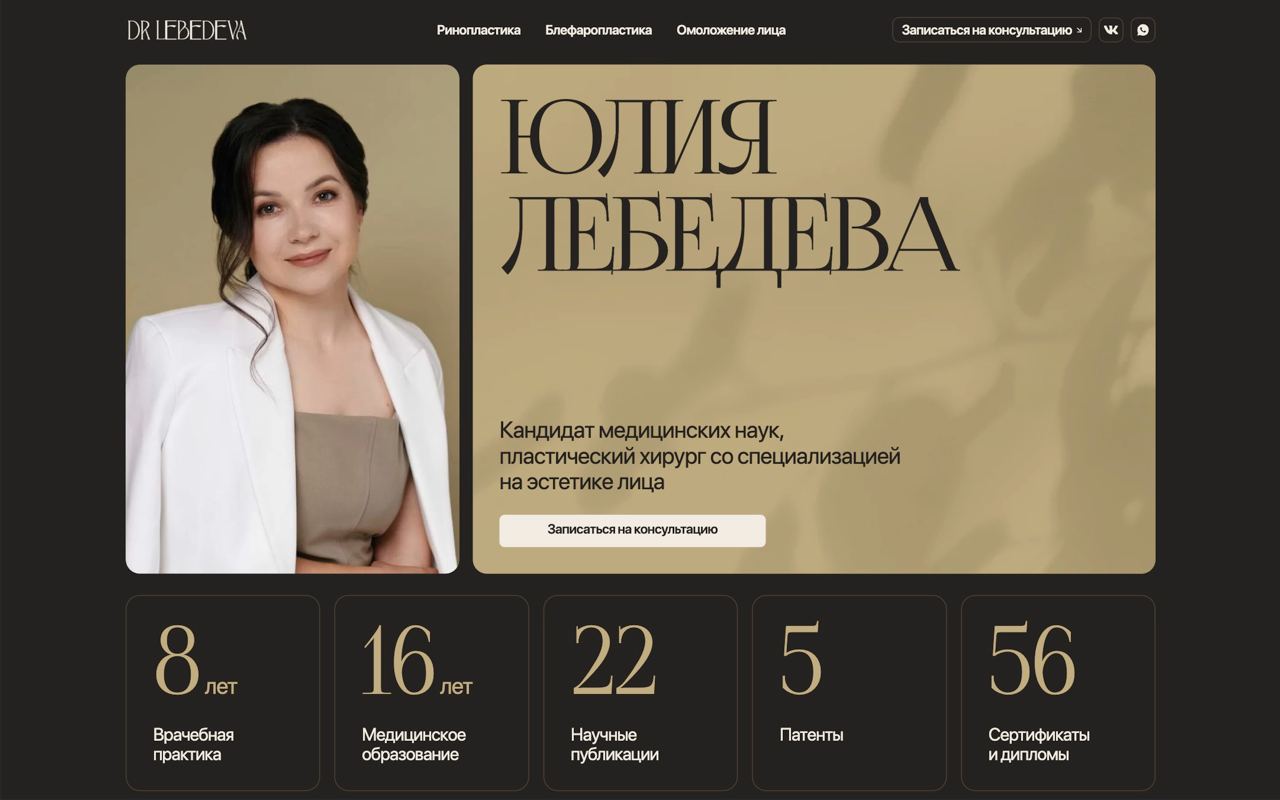 DR LEBEDEVA
Ринопластика
Блефаропластика
Омоложение лица
Записаться на консультацию
ЮЛИЯ
ЛЕБЕДЕВА
Кандидат медицинских наук,
пластический хирург со специализацией
на эстетике лица
Записаться на консультацию
8 лет
Врачебная
практика
16 лет
Медицинское
образование
22
Научные
публикации
5
Патенты
56
Сертификаты
и дипломы